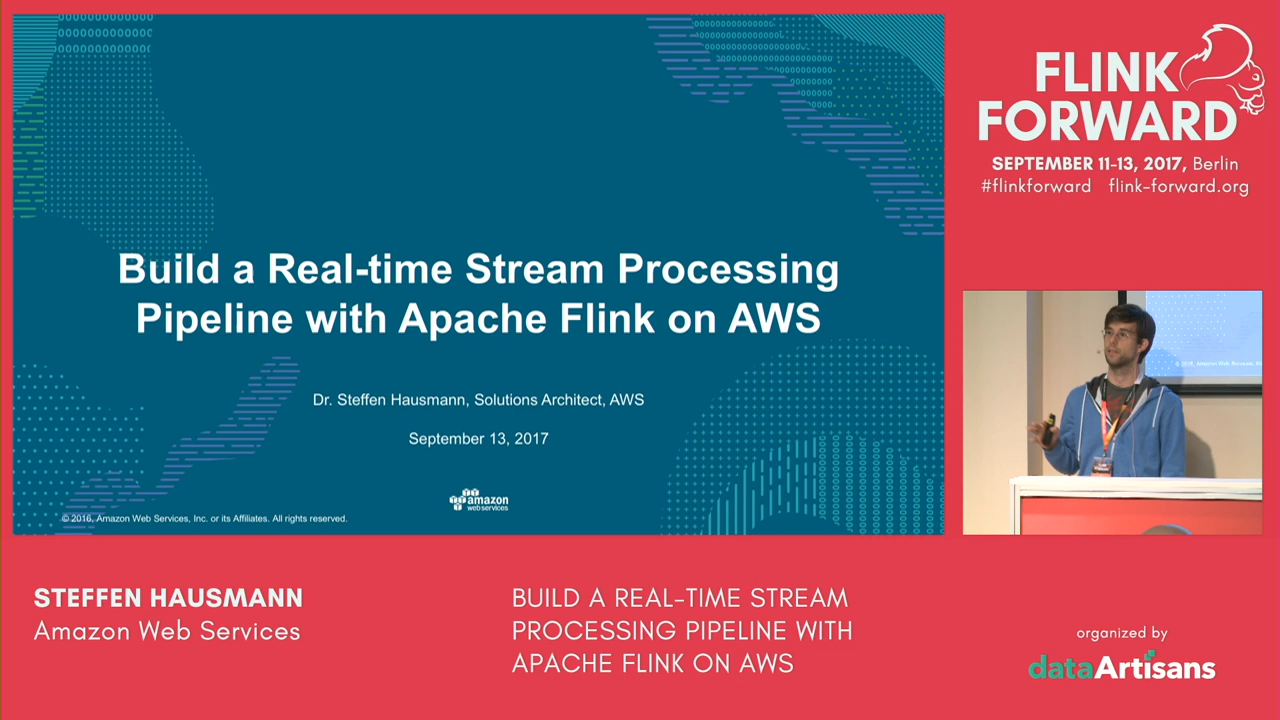 Build a Real-time Stream Processing
Pipeline with Apache Flink on AWS
Dr. Steffen Hausmann, Solutions Architect, AWS
September 13, 2017
amazon
web services
© 2016, Amazon Web Services, Inc. or its Affiliates. All rights reserved.
FLINK
FORWARD
SEPTEMBER 11-13, 2017, Berlin
#flinkforward flink-forward.org
STEFFEN HAUSMANN
Amazon Web Services
BUILD A REAL-TIME STREAM
PROCESSING PIPELINE WITH
APACHE FLINK ON AWS
organized by
dataArtisans